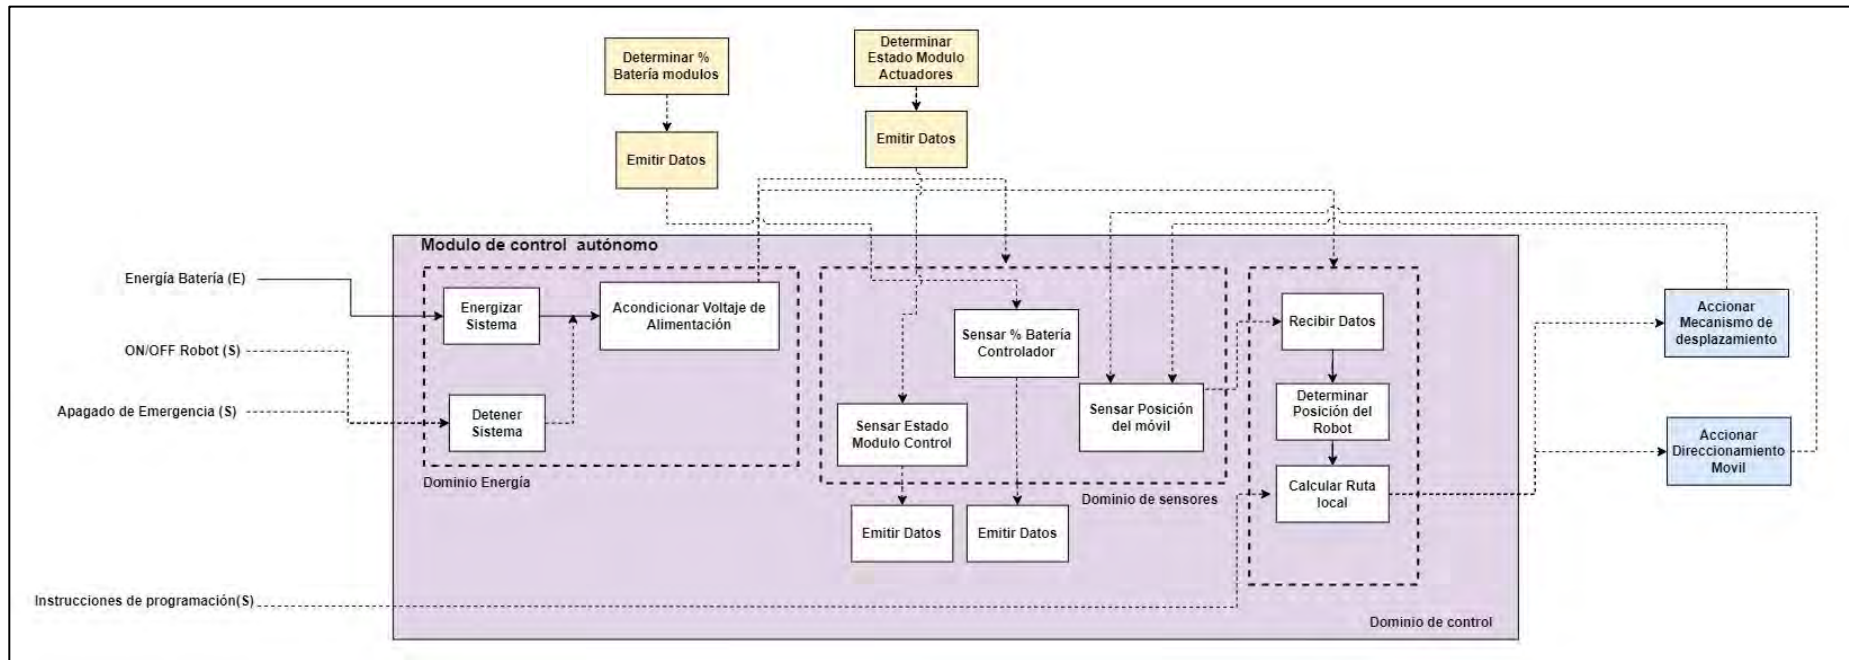 Determinar %
Batería modulos
Determinar
Estado Modulo
Actuadores
Emitir Datos
Emitir Datos
Modulo de control autónomo
Energía Batería (E)
Energizar
Sistema
Acondicionar Voltaje de
Alimentación
ON/OFF Robot (S)
Apagado de Emergencia (S)
Detener
Sistema
Dominio Energía
Sensar % Batería
Controlador
Sensar Estado
Modulo Control
Sensar Posición
del móvil
Dominio de sensores
Emitir Datos
Emitir Datos
Recibir Datos
Determinar
Posición del
Robot
Calcular Ruta
local
Accionar
Mecanismo de
desplazamiento
Accionar
Direccionamiento
Movil
Instrucciones de programación(S)
Dominio de control